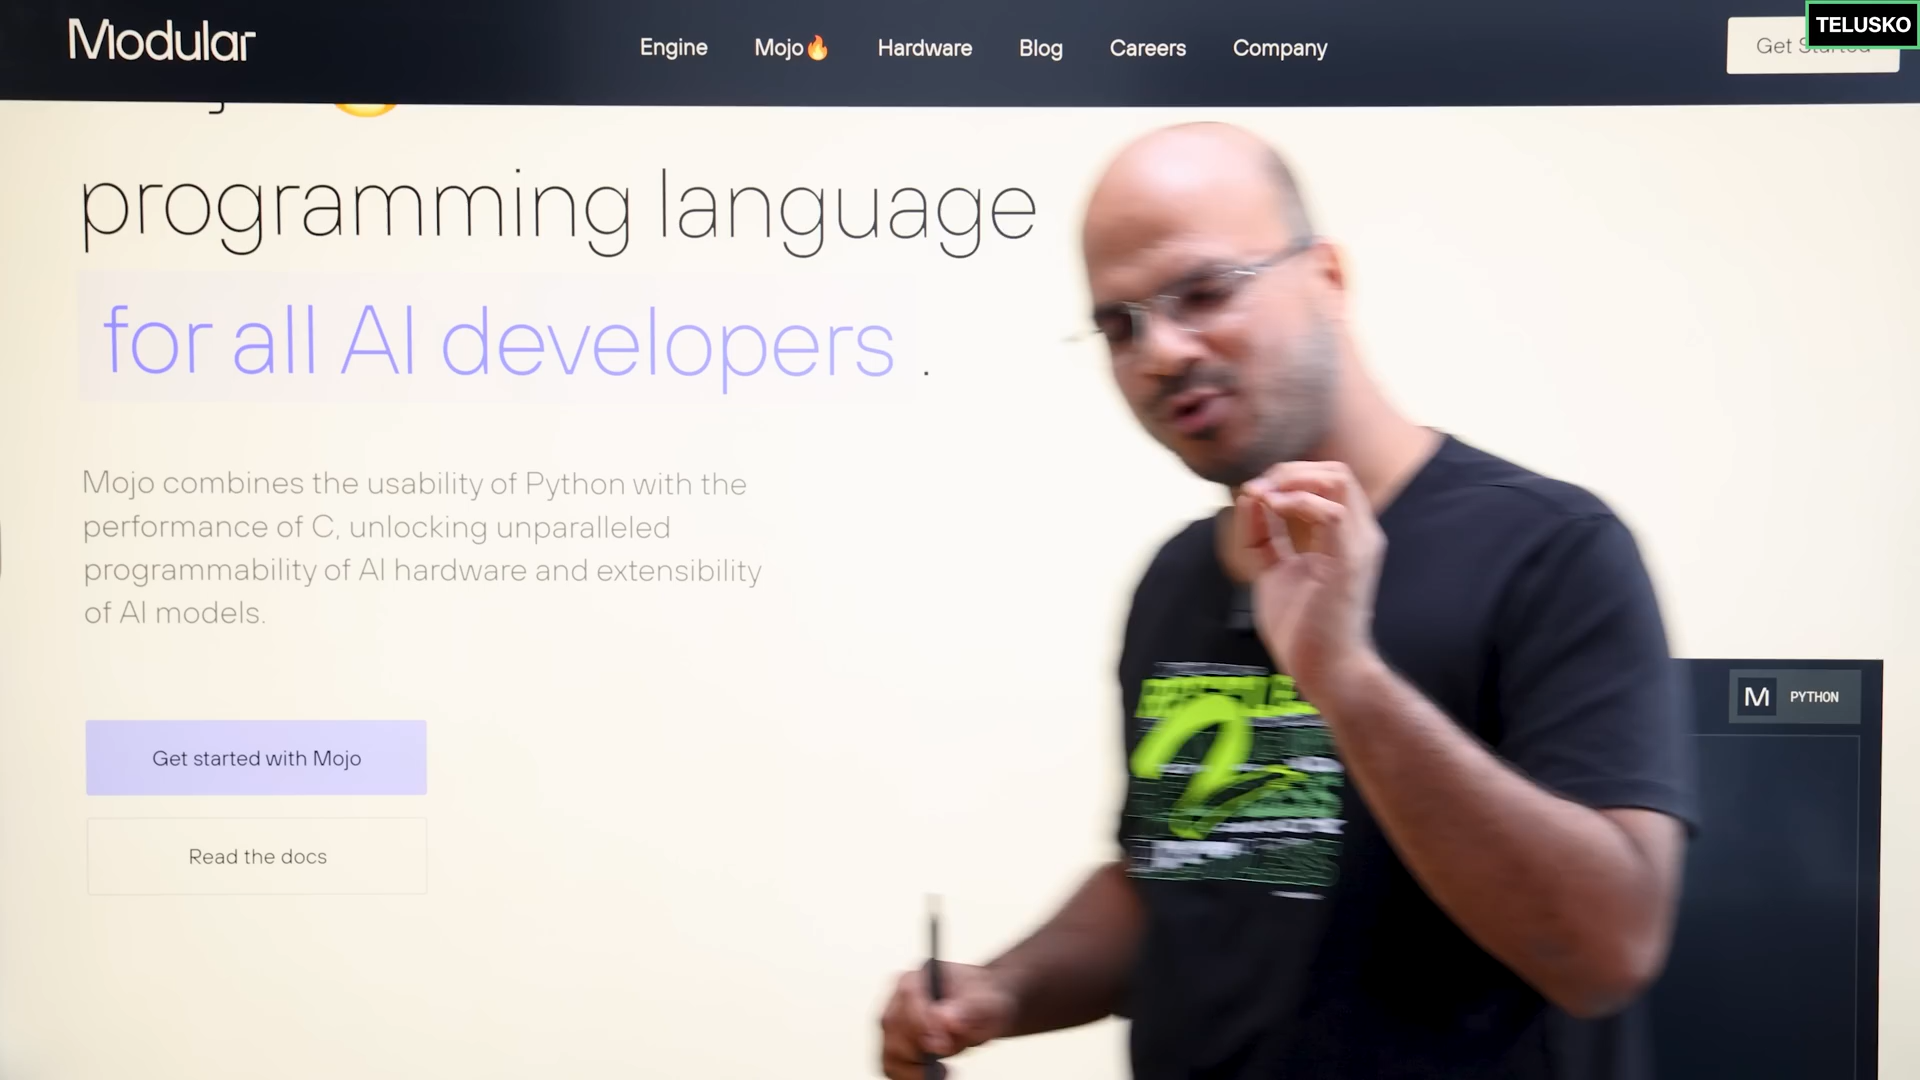 Modular
Engine
Mojo🔥
Hardware
Blog
Careers
Company
Get Started
TELUSKO
programming language
for all AI developers .
Mojo combines the usability of Python with the
performance of C, unlocking unparalleled
programmability of AI hardware and extensibility
of AI models.
M PYTHON
Get started with Mojo
Read the docs